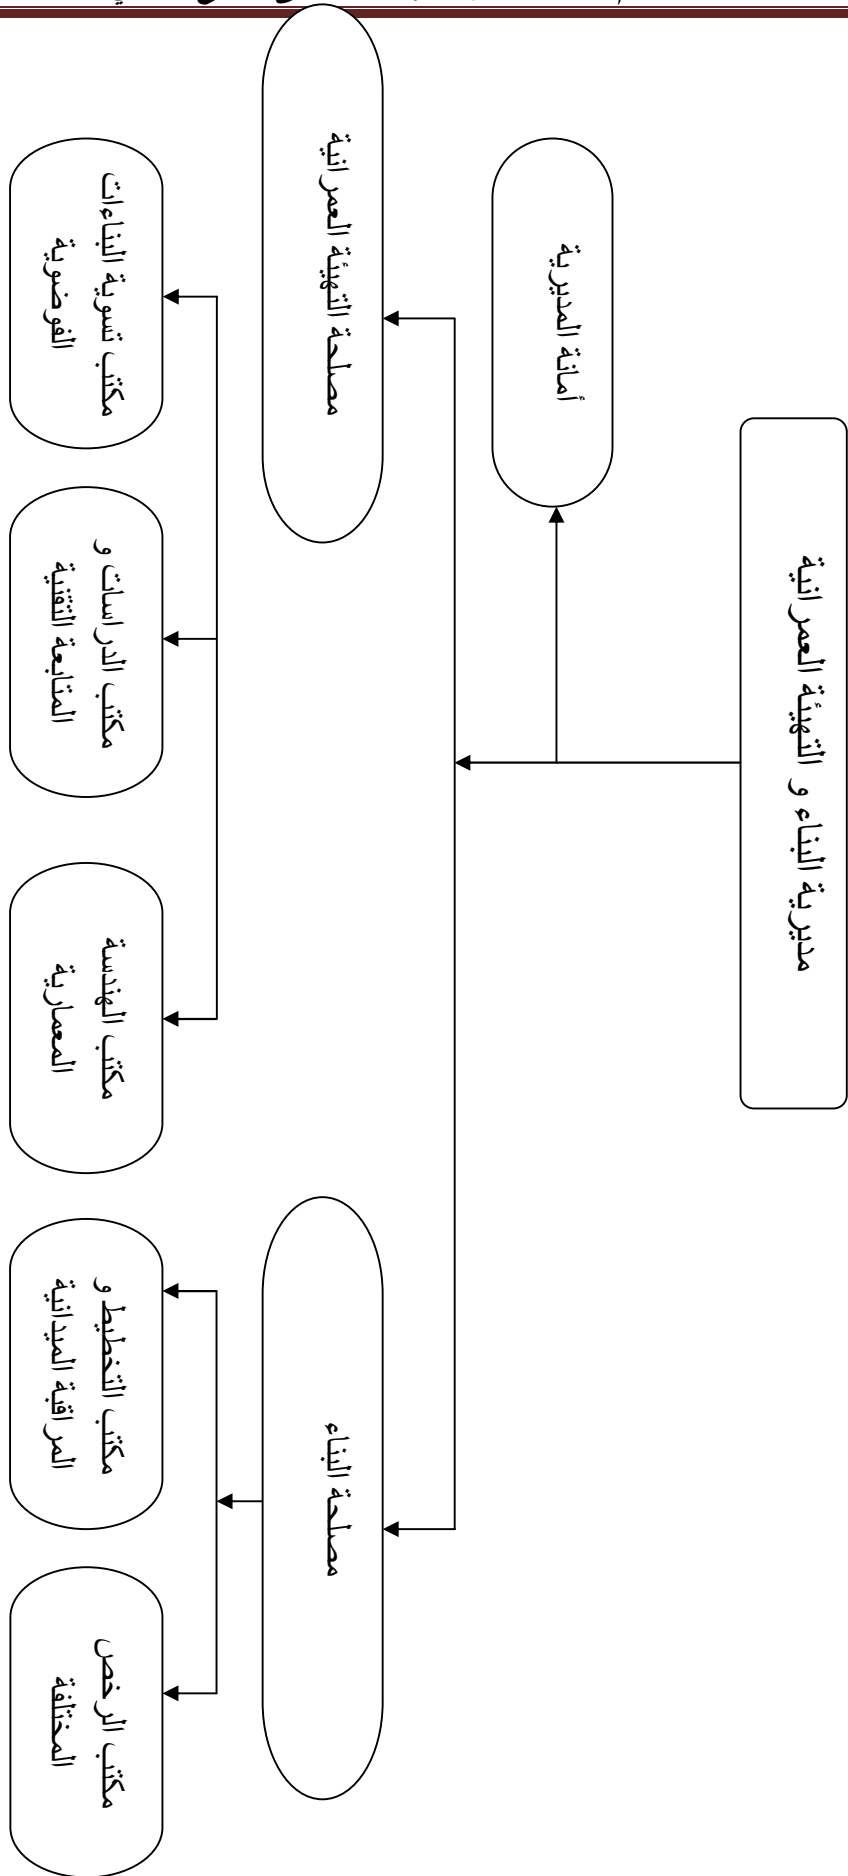 مديرية البناء و التهيئة العمرانية
أمانة المديرية
مصلحة التهيئة العمرانية
مصلحة البناء
مكتب تسوية البناءات
الفوضوية
مكتب الدراسات و
المتابعة التقنية
مكتب الهندسة
المعمارية
مكتب التخطيط و
المراقبة الميدانية
مكتب الرخص
المختلفة